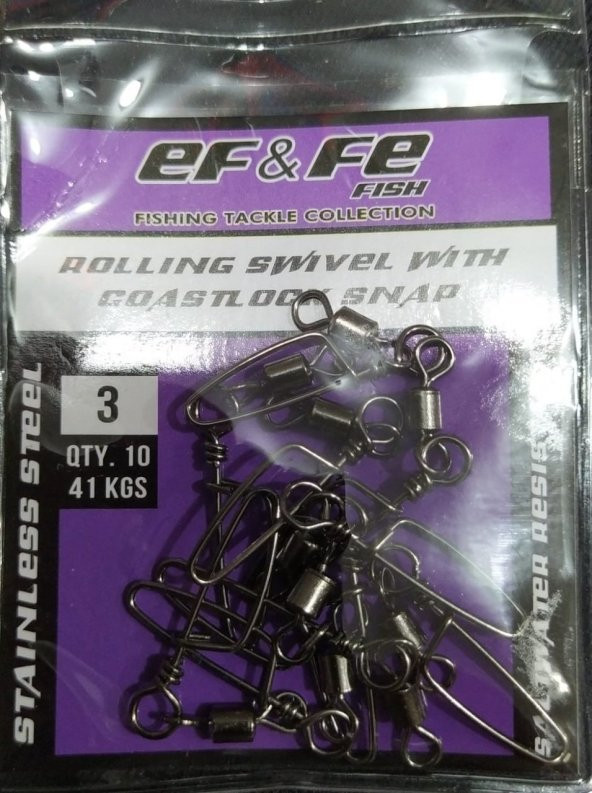 EF & FE
FISH
FISHING TACKLE COLLECTION
ROLLING SWIVEL WITH
COASTLOCK SNAP
STAINLESS STEEL
3
QTY. 10
41 KGS